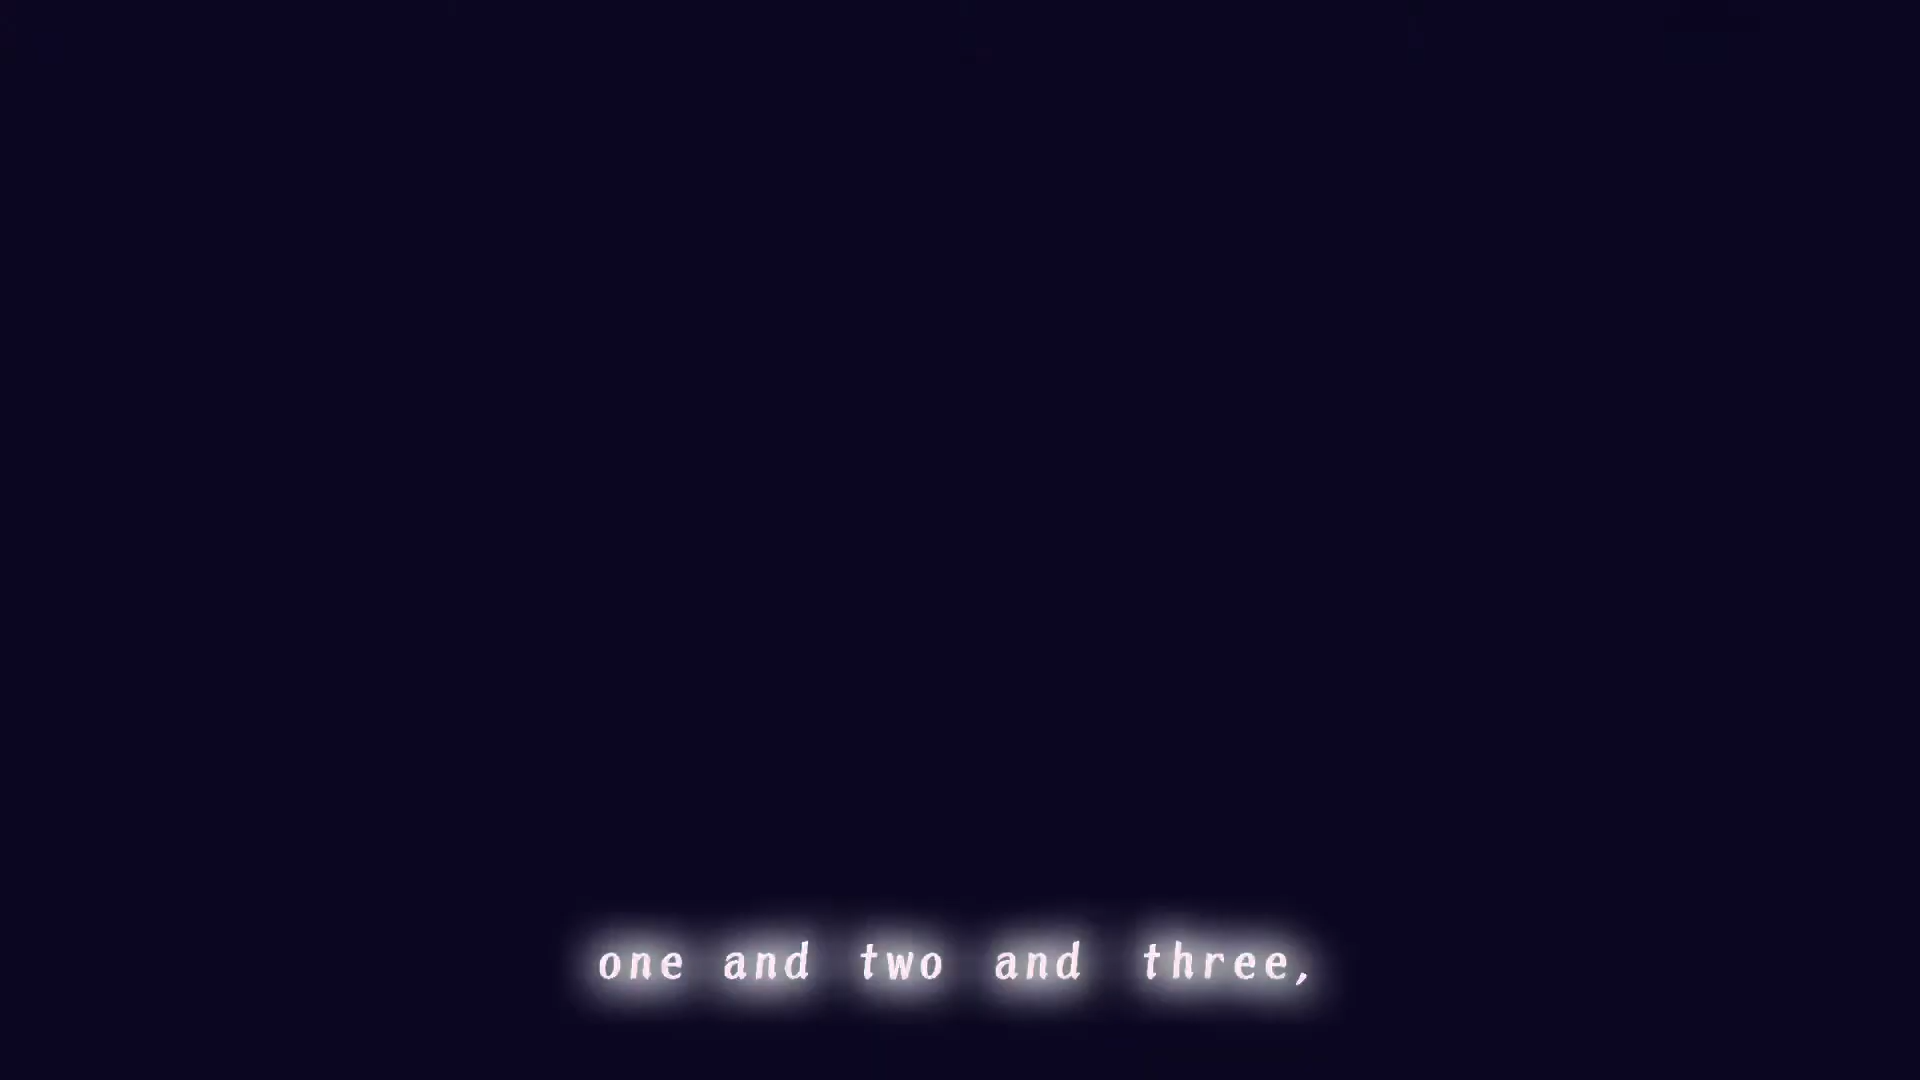 one and two and three,